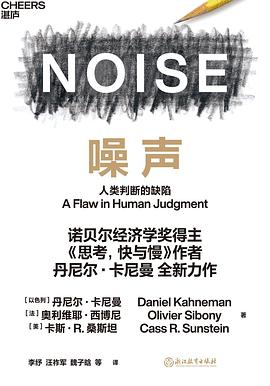 CHEERS
湛庐
NOISE
噪声
人类判断的缺陷
A Flaw in Human Judgment
诺贝尔经济学奖得主
《思考，快与慢》作者
丹尼尔·卡尼曼 全新力作
[以色列] 丹尼尔·卡尼曼 Daniel Kahneman
[法] 奥利维耶·西博尼 Olivier Sibony 著
[美] 卡斯·R. 桑斯坦 Cass R. Sunstein
李纾 汪祚军 魏子晗 等 译
浙江教育出版社